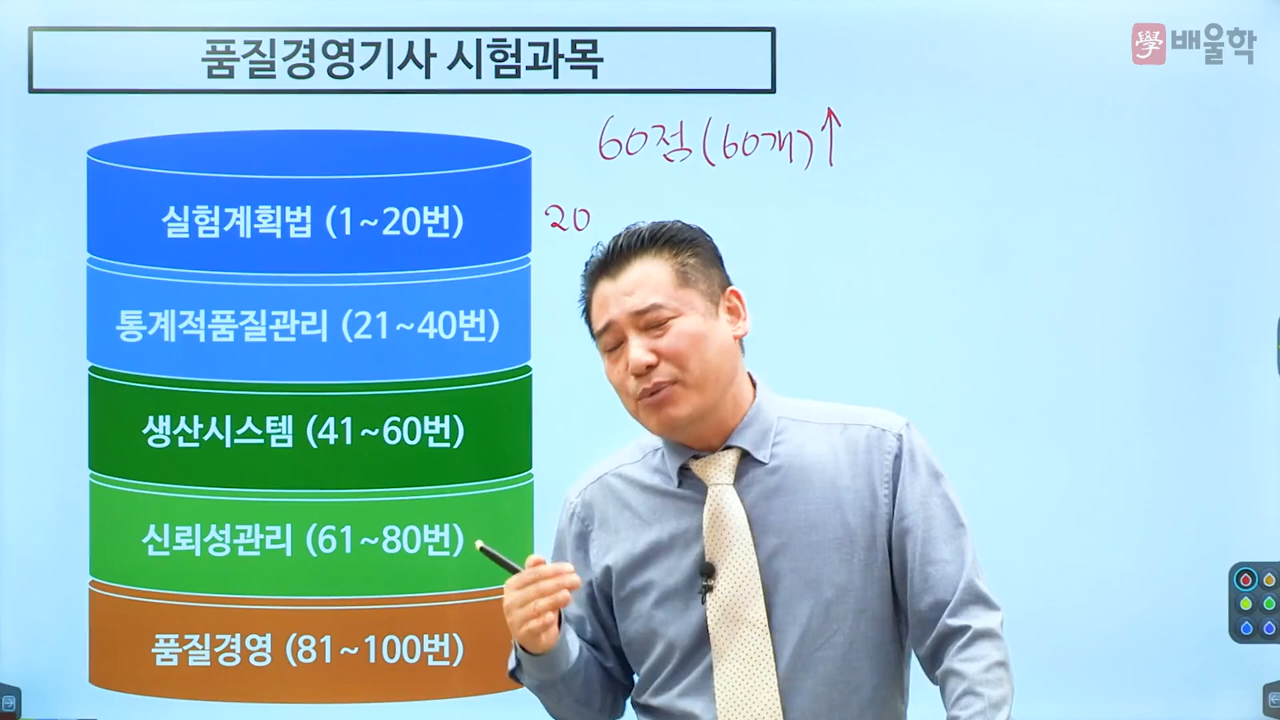 품질경영기사 시험과목
學 배울학
60점(60개)↑
실험계획법 (1~20번)
20
통계적품질관리 (21~40번)
생산시스템 (41~60번)
신뢰성관리 (61~80번)
품질경영 (81~100번)